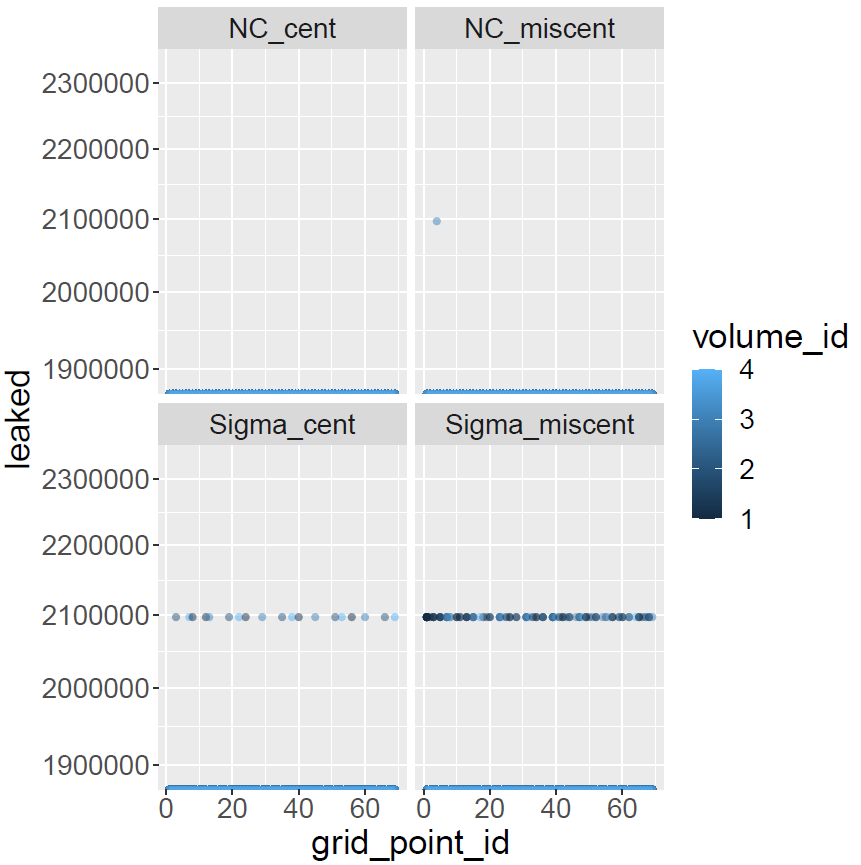 NC_cent NC_miscent
2300000
2200000
2100000
2000000
1900000
leaked
Sigma_cent Sigma_miscent
2300000
2200000
2100000
2000000
1900000
0 20 40 60 0 20 40 60
grid_point_id
volume_id
4
3
2
1